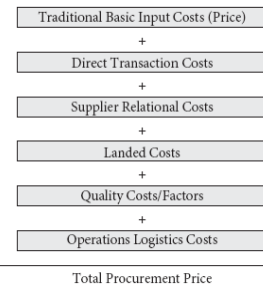 Traditional Basic Input Costs (Price)
+
Direct Transaction Costs
+
Supplier Relational Costs
+
Landed Costs
+
Quality Costs/Factors
+
Operations Logistics Costs
Total Procurement Price